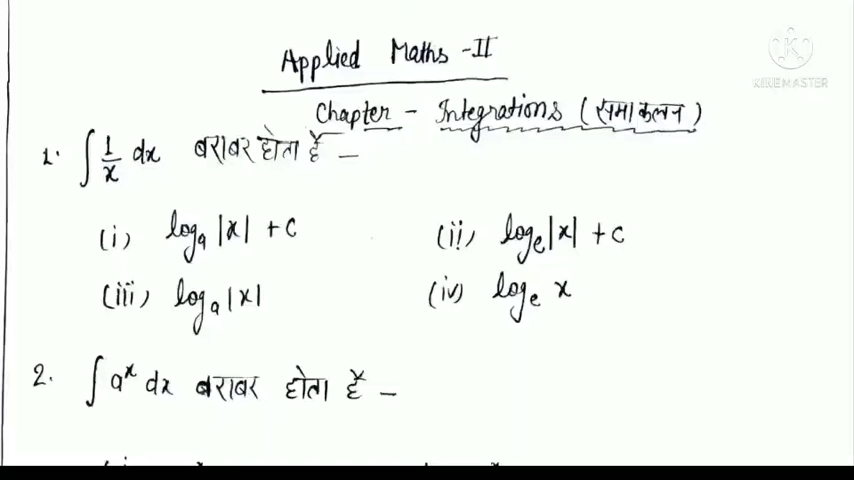 Applied Maths -II
KINEMASTER
Chapter - Integrations (समाकलन)
1. ∫ 1/x dx बराबर होता है —
(i) logₐ |x| + c (ii) logₑ |x| + c
(iii) logₐ |x| (iv) logₑ x
2. ∫ aˣ dx बराबर होता है —